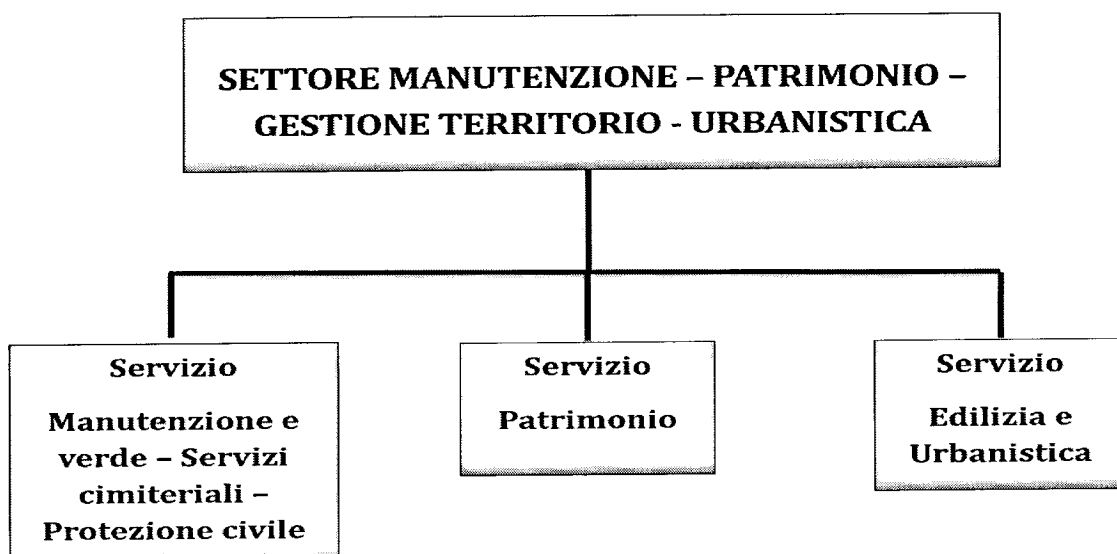 SETTORE MANUTENZIONE – PATRIMONIO –
GESTIONE TERRITORIO - URBANISTICA
Servizio
Manutenzione e
verde – Servizi
cimiteriali –
Protezione civile
Servizio
Patrimonio
Servizio
Edilizia e
Urbanistica